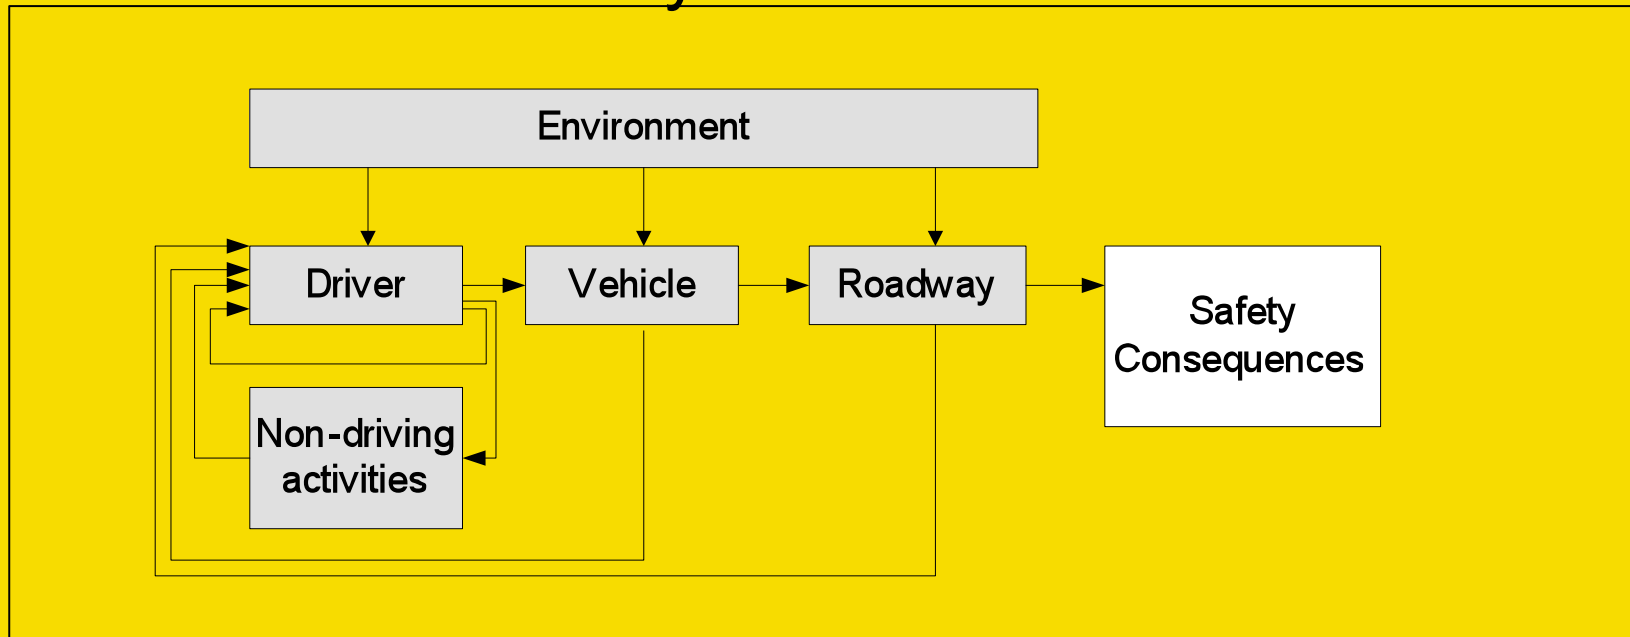 Environment
Driver
Vehicle
Roadway
Safety
Consequences
Non-driving
activities